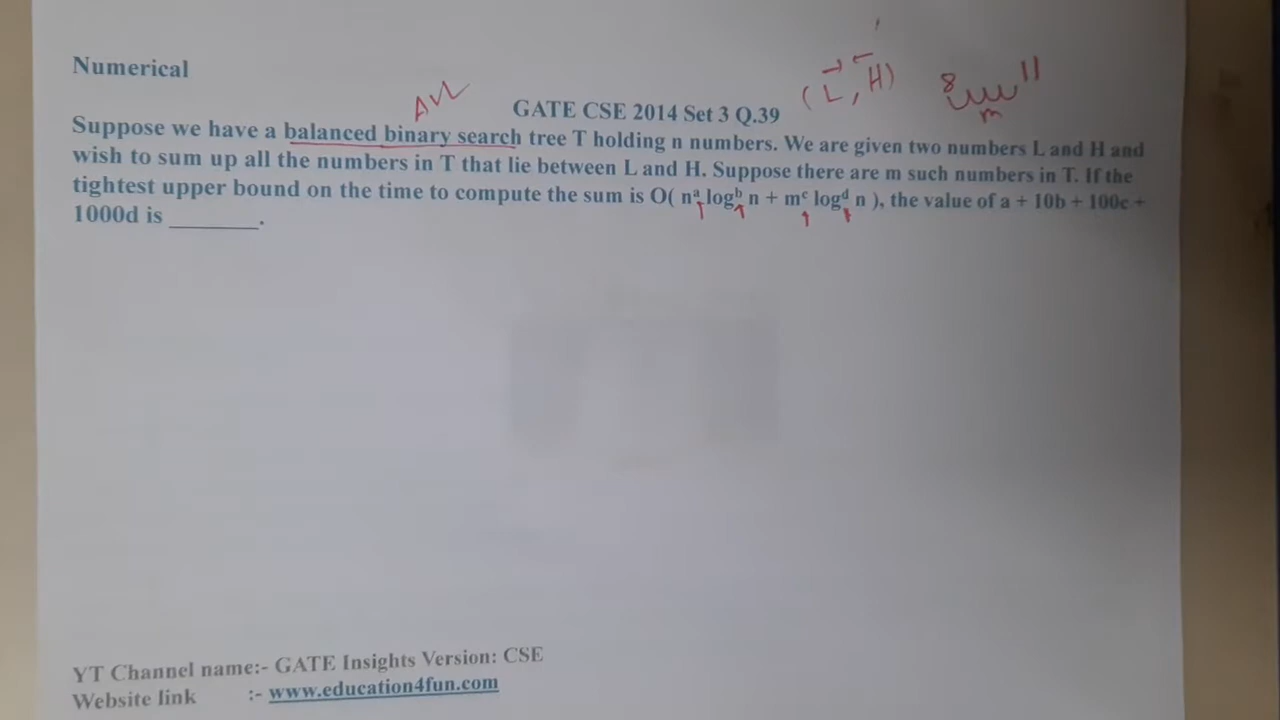 Numerical
AVL
(L, H)
8 11
m
GATE CSE 2014 Set 3 Q.39
Suppose we have a balanced binary search tree T holding n numbers. We are given two numbers L and H and
wish to sum up all the numbers in T that lie between L and H. Suppose there are m such numbers in T. If the
tightest upper bound on the time to compute the sum is O( nᵃ logᵇ n + mᶜ logᵈ n ), the value of a + 10b + 100c +
1000d is ________.
YT Channel name:- GATE Insights Version: CSE
Website link :- www.education4fun.com